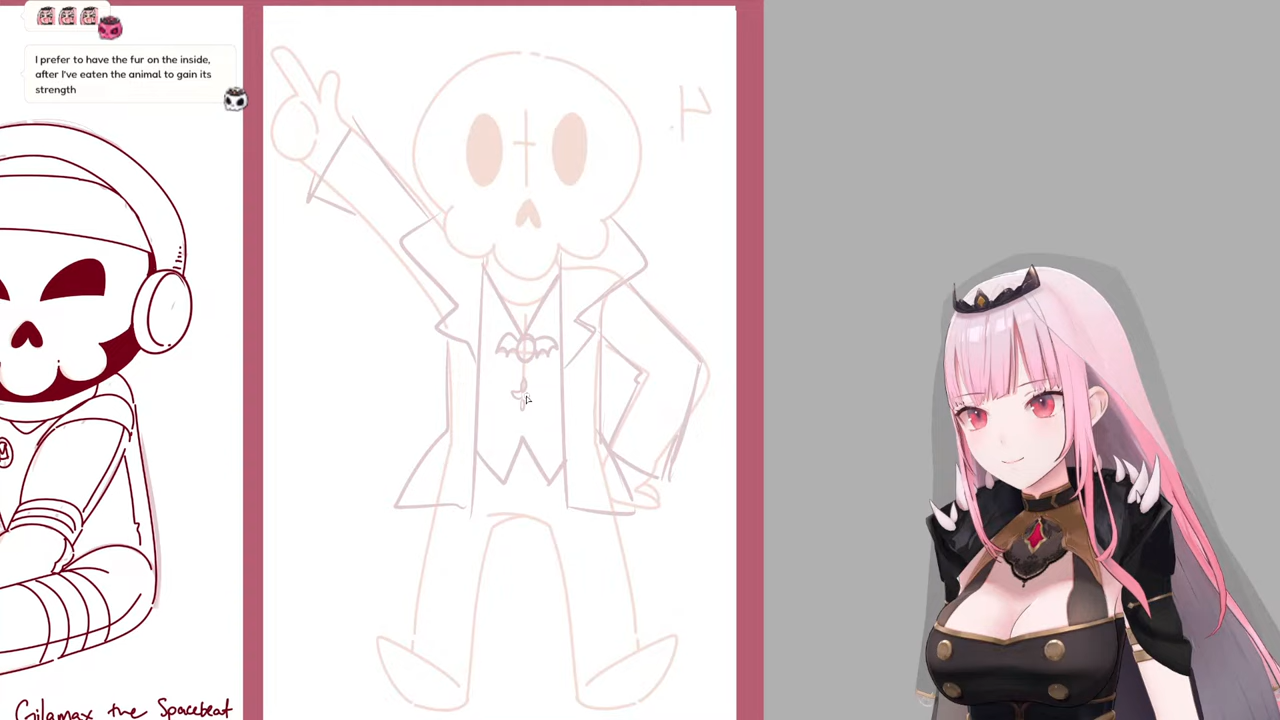 I prefer to have the fur on the inside,
after I've eaten the animal to gain its
strength
M
Gilamax the Spacebeat